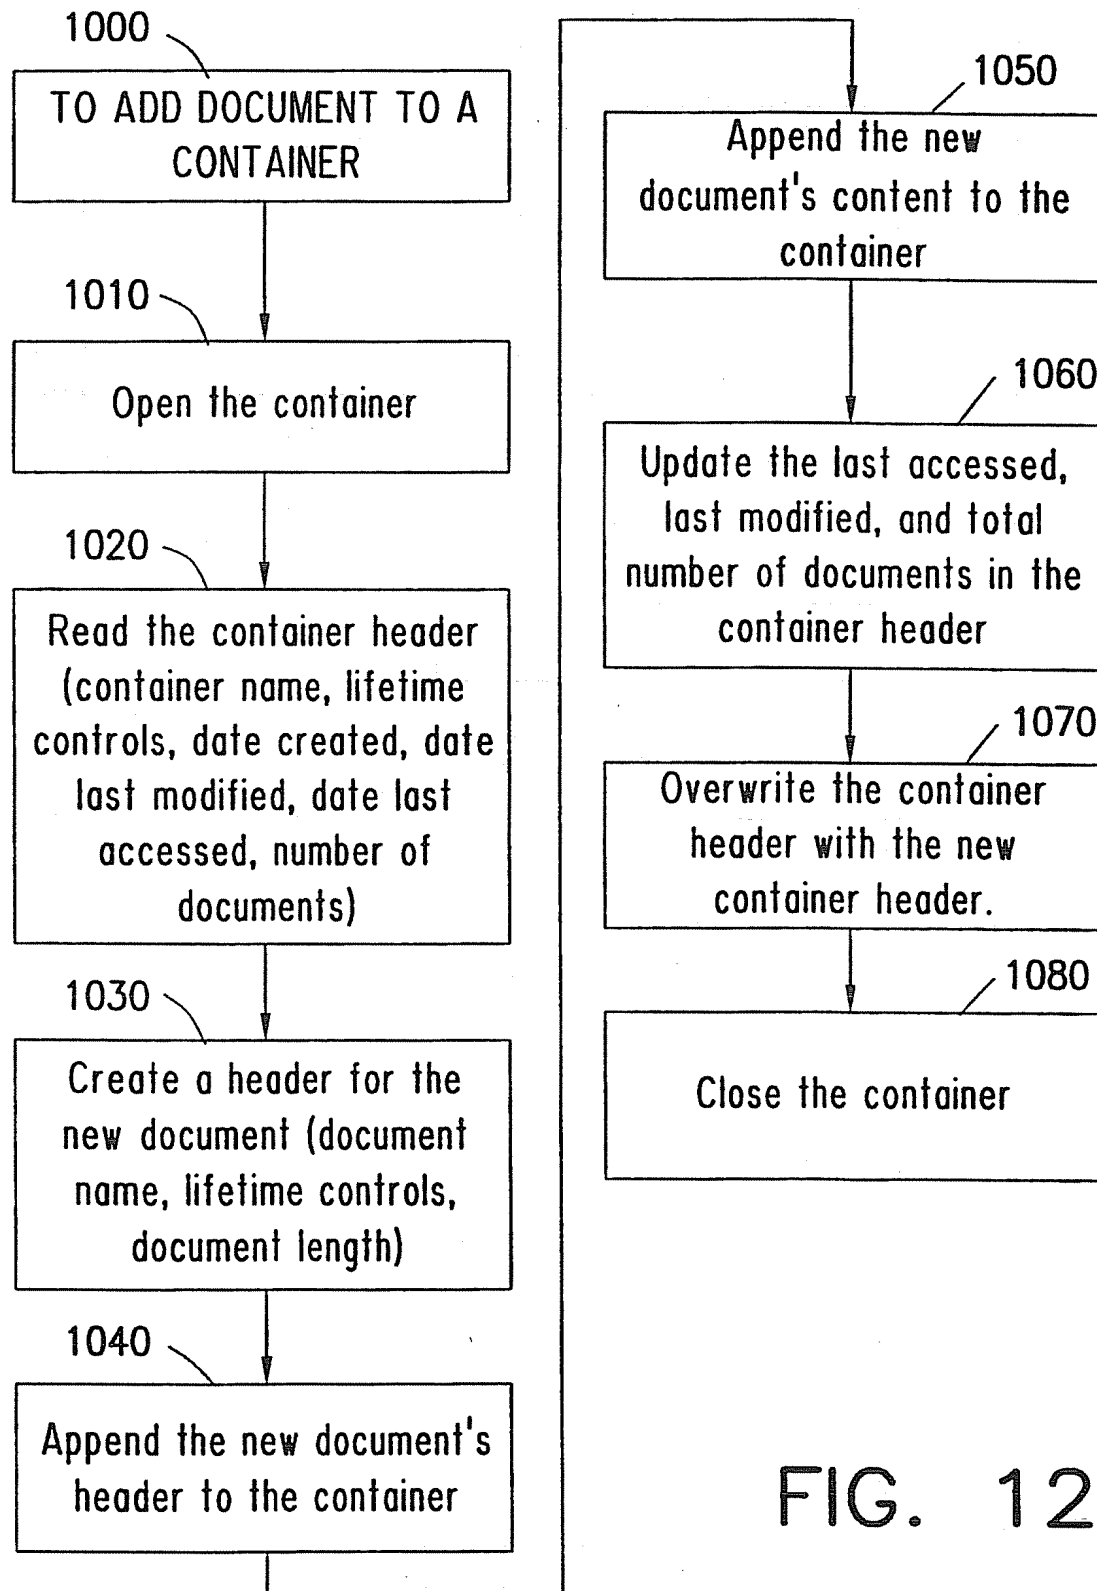 1000
TO ADD DOCUMENT TO A
CONTAINER
1010
Open the container
1020
Read the container header
(container name, lifetime
controls, date created, date
last modified, date last
accessed, number of
documents)
1030
Create a header for the
new document (document
name, lifetime controls,
document length)
1040
Append the new document's
header to the container
1050
Append the new
document's content to the
container
1060
Update the last accessed,
last modified, and total
number of documents in the
container header
1070
Overwrite the container
header with the new
container header.
1080
Close the container
FIG. 12